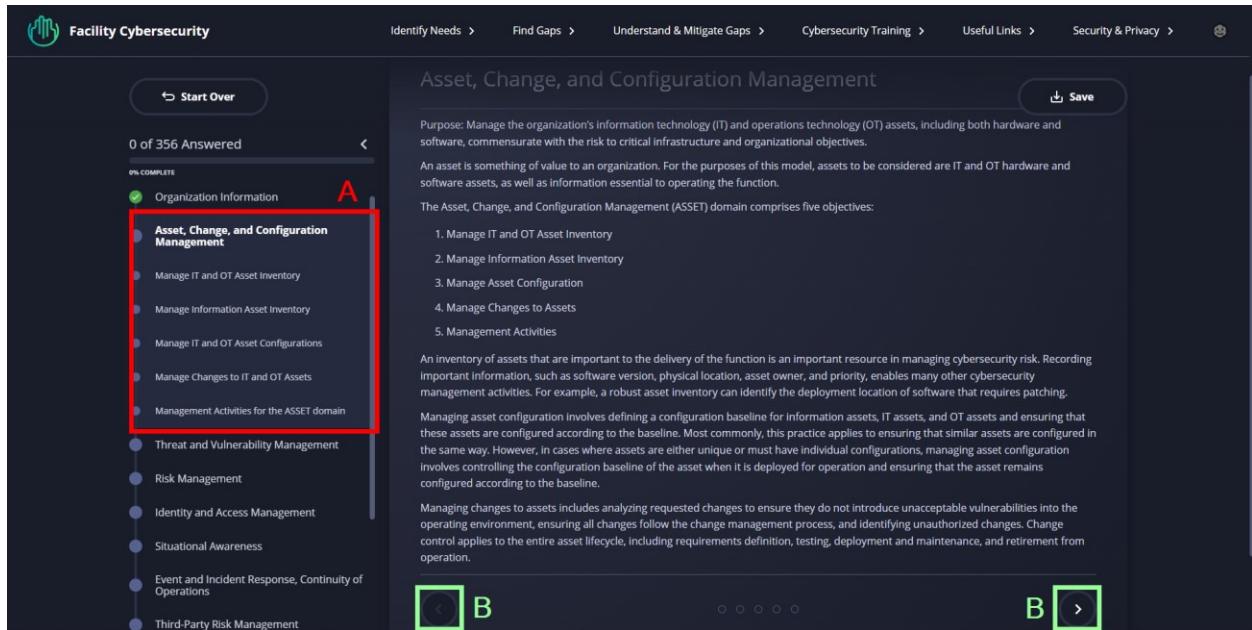 Facility Cybersecurity
Identify Needs >
Find Gaps >
Understand & Mitigate Gaps >
Cybersecurity Training >
Useful Links >
Security & Privacy >
Start Over
0 of 356 Answered
0% COMPLETE
Organization Information
A
Asset, Change, and Configuration
Management
Manage IT and OT Asset Inventory
Manage Information Asset Inventory
Manage IT and OT Asset Configurations
Manage Changes to IT and OT Assets
Management Activities for the ASSET domain
Threat and Vulnerability Management
Risk Management
Identity and Access Management
Situational Awareness
Event and Incident Response, Continuity of
Operations
Third-Party Risk Management
Asset, Change, and Configuration Management
Save
Purpose: Manage the organization's information technology (IT) and operations technology (OT) assets, including both hardware and
software, commensurate with the risk to critical infrastructure and organizational objectives.
An asset is something of value to an organization. For the purposes of this model, assets to be considered are IT and OT hardware and
software assets, as well as information essential to operating the function.
The Asset, Change, and Configuration Management (ASSET) domain comprises five objectives:
1. Manage IT and OT Asset Inventory
2. Manage Information Asset Inventory
3. Manage Asset Configuration
4. Manage Changes to Assets
5. Management Activities
An inventory of assets that are important to the delivery of the function is an important resource in managing cybersecurity risk. Recording
important information, such as software version, physical location, asset owner, and priority, enables many other cybersecurity
management activities. For example, a robust asset inventory can identify the deployment location of software that requires patching.
Managing asset configuration involves defining a configuration baseline for information assets, IT assets, and OT assets and ensuring that
these assets are configured according to the baseline. Most commonly, this practice applies to ensuring that similar assets are configured in
the same way. However, in cases where assets are either unique or must have individual configurations, managing asset configuration
involves controlling the configuration baseline of the asset when it is deployed for operation and ensuring that the asset remains
configured according to the baseline.
Managing changes to assets includes analyzing requested changes to ensure they do not introduce unacceptable vulnerabilities into the
operating environment, ensuring all changes follow the change management process, and identifying unauthorized changes. Change
control applies to the entire asset lifecycle, including requirements definition, testing, deployment and maintenance, and retirement from
operation.
B
B